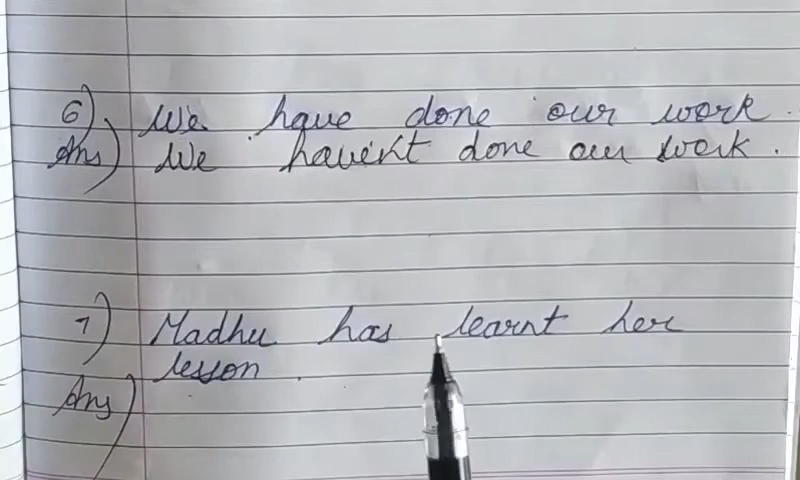 6) We have done our work.
Ans) We haven't done our work.
7) Madhu has learnt her
lesson.
Ans)